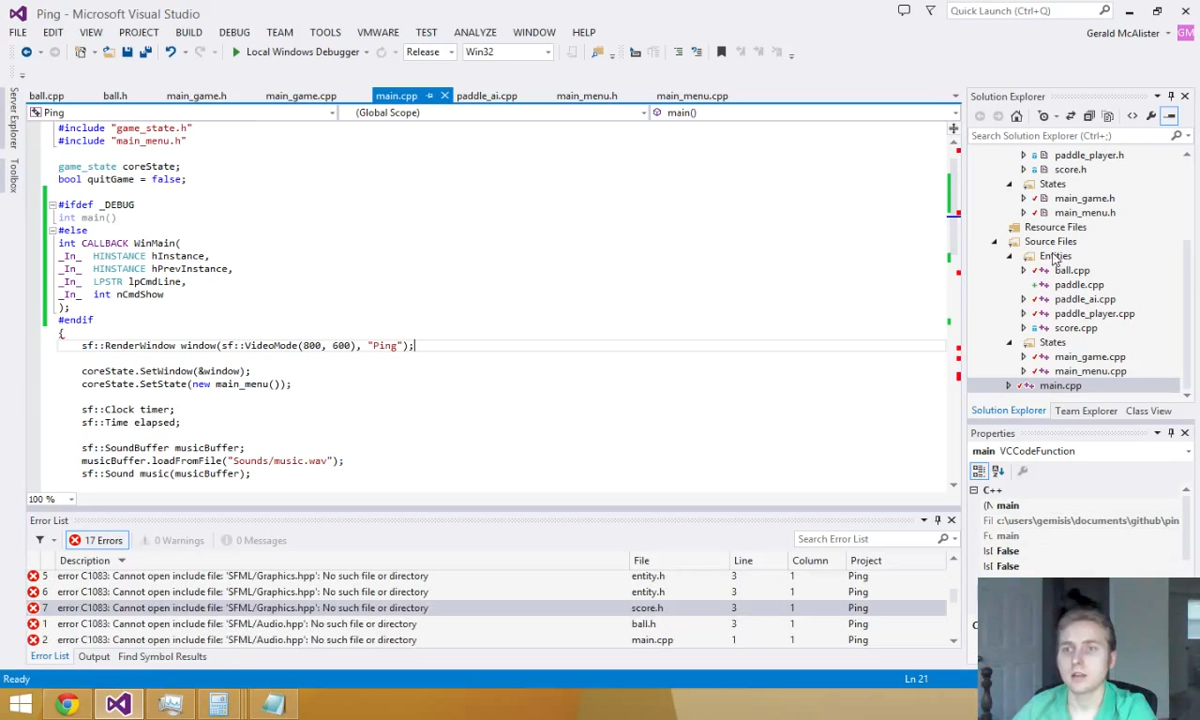 Ping - Microsoft Visual Studio
Quick Launch (Ctrl+Q)
FILE EDIT VIEW PROJECT BUILD DEBUG TEAM TOOLS VMWARE TEST ANALYZE WINDOW HELP
Gerald McAlister GM
Local Windows Debugger Release Win32
Server Explorer
Toolbox
ball.cpp ball.h main_game.h main_game.cpp main.cpp paddle_ai.cpp main_menu.h main_menu.cpp
Ping (Global Scope) main()
#include "game_state.h"
#include "main_menu.h"
game_state coreState;
bool quitGame = false;
#ifdef _DEBUG
int main()
#else
int CALLBACK WinMain(
_In_ HINSTANCE hInstance,
_In_ HINSTANCE hPrevInstance,
_In_ LPSTR lpCmdLine,
_In_ int nCmdShow
);
#endif
{
sf::RenderWindow window(sf::VideoMode(800, 600), "Ping");
coreState.SetWindow(&window);
coreState.SetState(new main_menu());
sf::Clock timer;
sf::Time elapsed;
sf::SoundBuffer musicBuffer;
musicBuffer.loadFromFile("Sounds/music.wav");
sf::Sound music(musicBuffer);
100 %
Solution Explorer
Search Solution Explorer (Ctrl+;)
paddle_player.h
score.h
States
main_game.h
main_menu.h
Resource Files
Source Files
Entities
ball.cpp
paddle.cpp
paddle_ai.cpp
paddle_player.cpp
score.cpp
States
main_game.cpp
main_menu.cpp
main.cpp
Solution Explorer Team Explorer Class View
Properties
main VCCodeFunction
C++
(N main
Fil c:\users\gemisis\documents\github\pin
Fu main
IsI False
IsI False
Error List
17 Errors 0 Warnings 0 Messages Search Error List
Description File Line Column Project
5 error C1083: Cannot open include file: 'SFML/Graphics.hpp': No such file or directory entity.h 3 1 Ping
6 error C1083: Cannot open include file: 'SFML/Graphics.hpp': No such file or directory entity.h 3 1 Ping
7 error C1083: Cannot open include file: 'SFML/Graphics.hpp': No such file or directory score.h 3 1 Ping
1 error C1083: Cannot open include file: 'SFML/Audio.hpp': No such file or directory ball.h 3 1 Ping
2 error C1083: Cannot open include file: 'SFML/Audio.hpp': No such file or directory main.cpp 1 1 Ping
Error List Output Find Symbol Results
Ready Ln 21